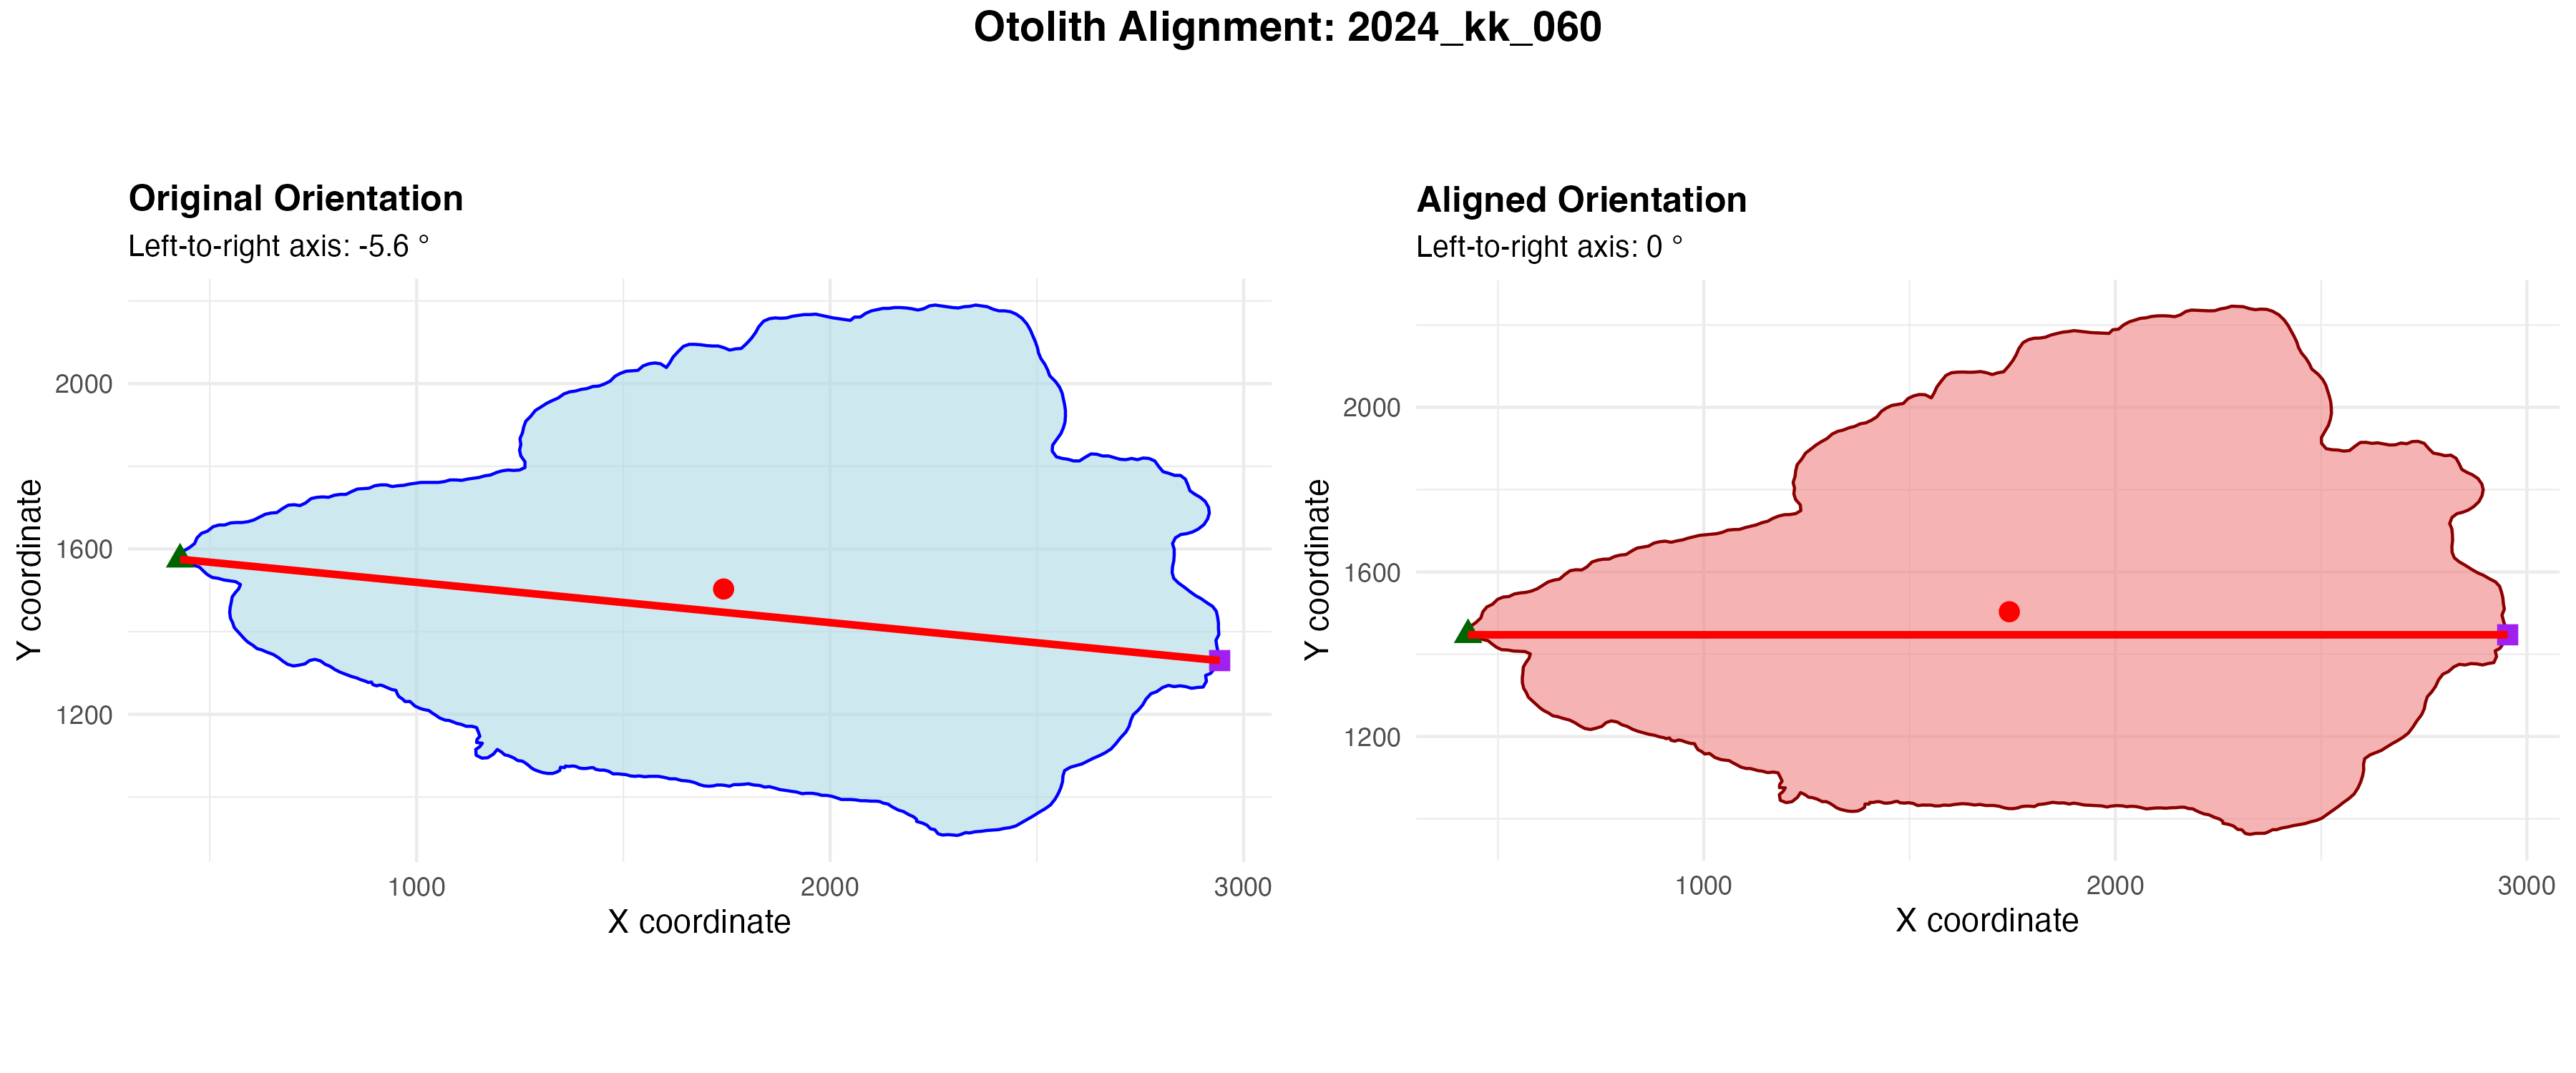 Otolith Alignment: 2024_kk_060
Original Orientation
Left-to-right axis: -5.6 °
2000
1600
1200
Y coordinate
1000
2000
3000
X coordinate
Aligned Orientation
Left-to-right axis: 0 °
2000
1600
1200
Y coordinate
1000
2000
3000
X coordinate